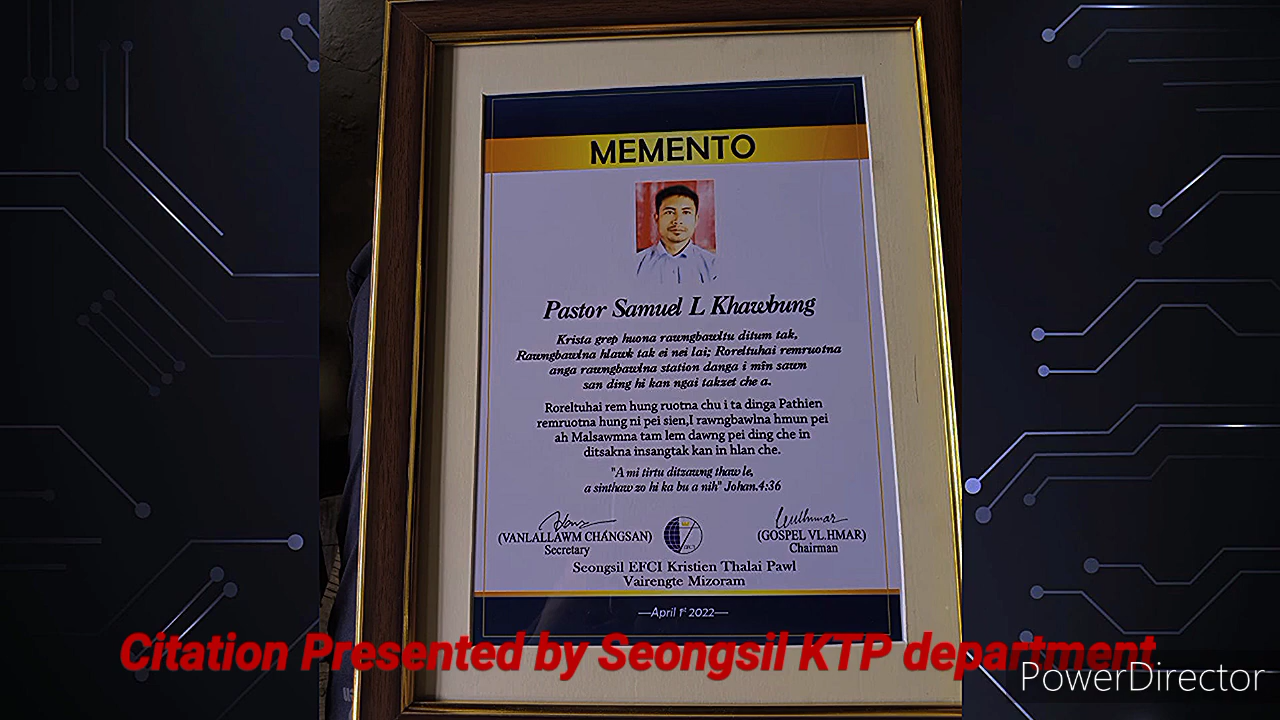 MEMENTO
Pastor Samuel L Khawbung
Krista grep huona rawngbawltu ditum tak,
Rawngbawlna hlawk tak ei nei lai; Roreltuhai remruotna
anga rawngbawlna station danga i mîn sawn
san ding hi kan ngai takzet che a.
Roreltuhai rem hung ruotna chu i ta dinga Pathien
remruotna hung ni pei sien,I rawngbawlna hmun pei
ah Malsawmna tam lem dawng pei ding che in
ditsakna insangtak kan in hlan che.
"A mi tirtu ditzawng thaw le,
a sinthaw zo hi ka bu a nih" Johan.4:36
(VANLALLAWM CHANGSAN)
Secretary
(GOSPEL VL.HMAR)
Chairman
Seongsil EFCI Kristien Thalai Pawl
Vairengte Mizoram
—April 1st 2022—
Citation Presented by Seongsil KTP department
PowerDirector